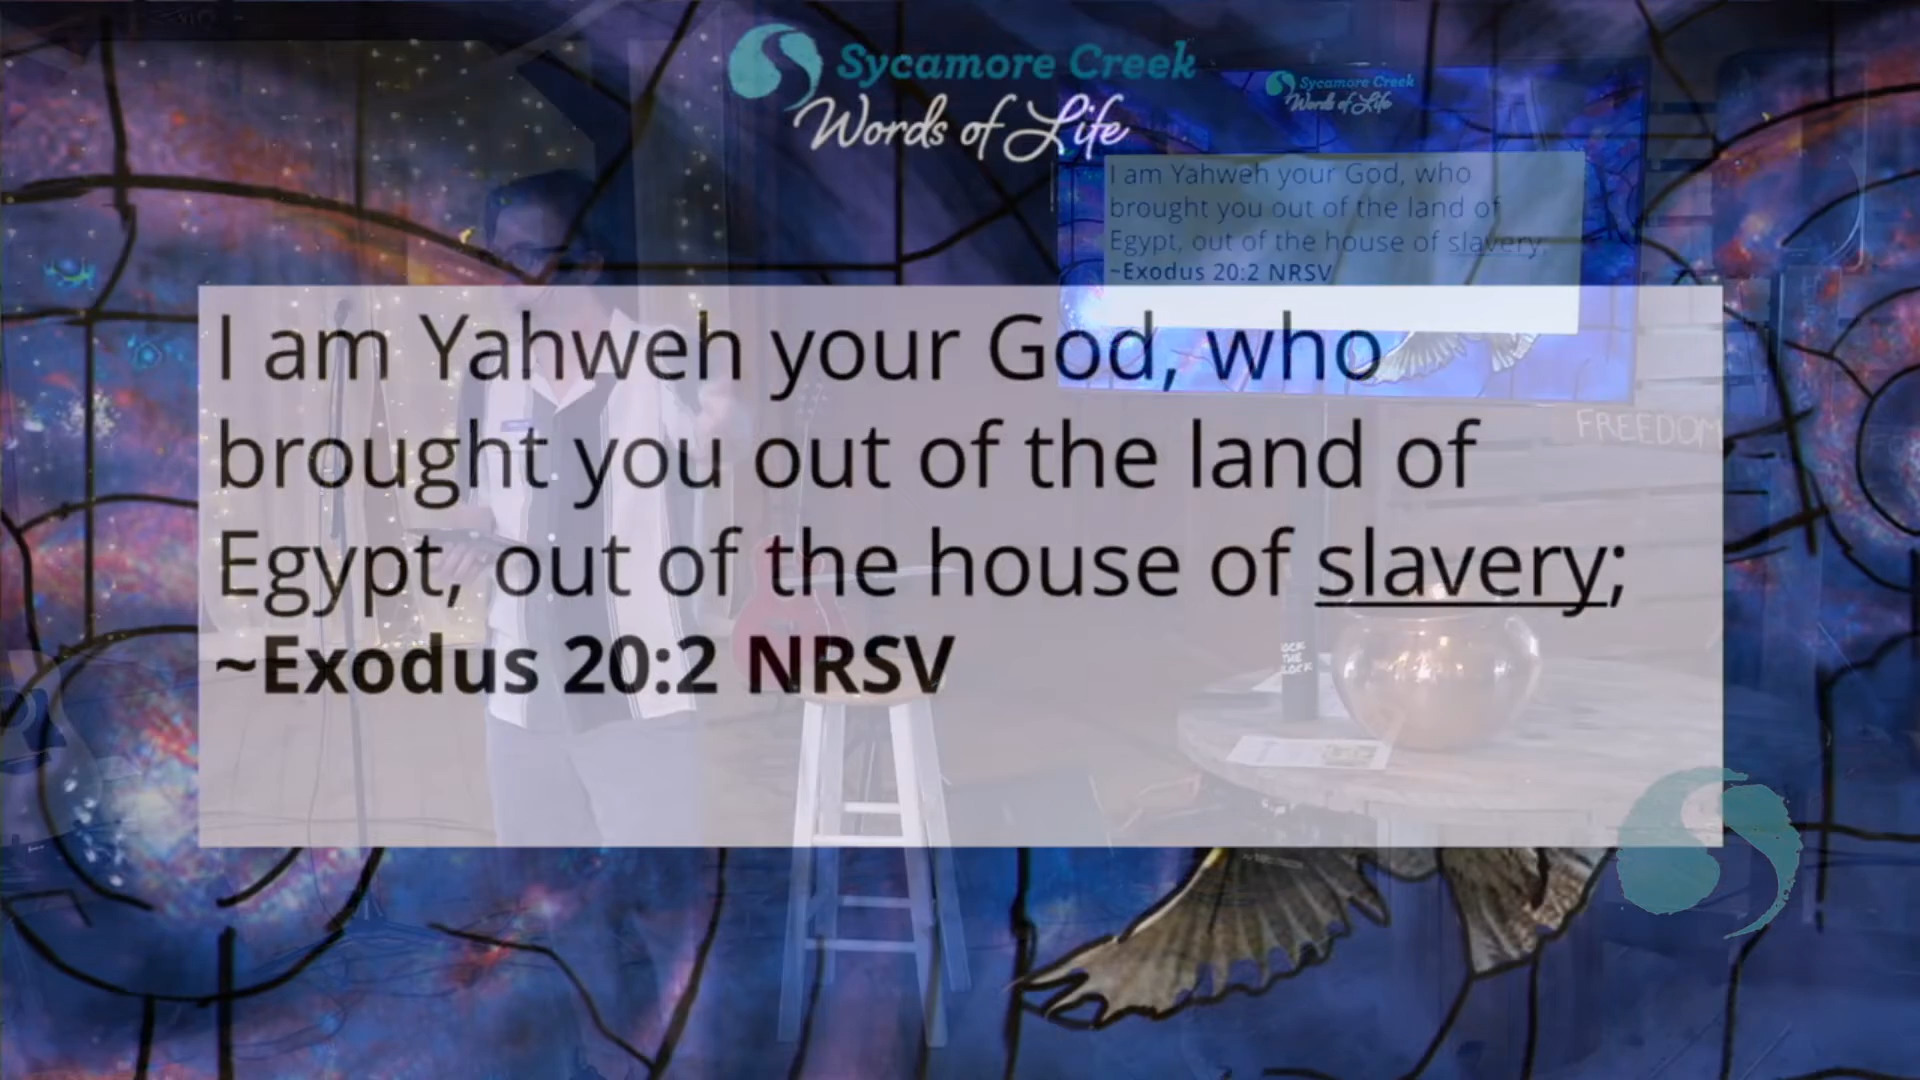 Sycamore Creek
Words of Life
Sycamore Creek
Words of Life
I am Yahweh your God, who
brought you out of the land of
Egypt, out of the house of slavery;
~Exodus 20:2 NRSV
I am Yahweh your God, who
brought you out of the land of
Egypt, out of the house of slavery;
~Exodus 20:2 NRSV
FREEDOM
THE